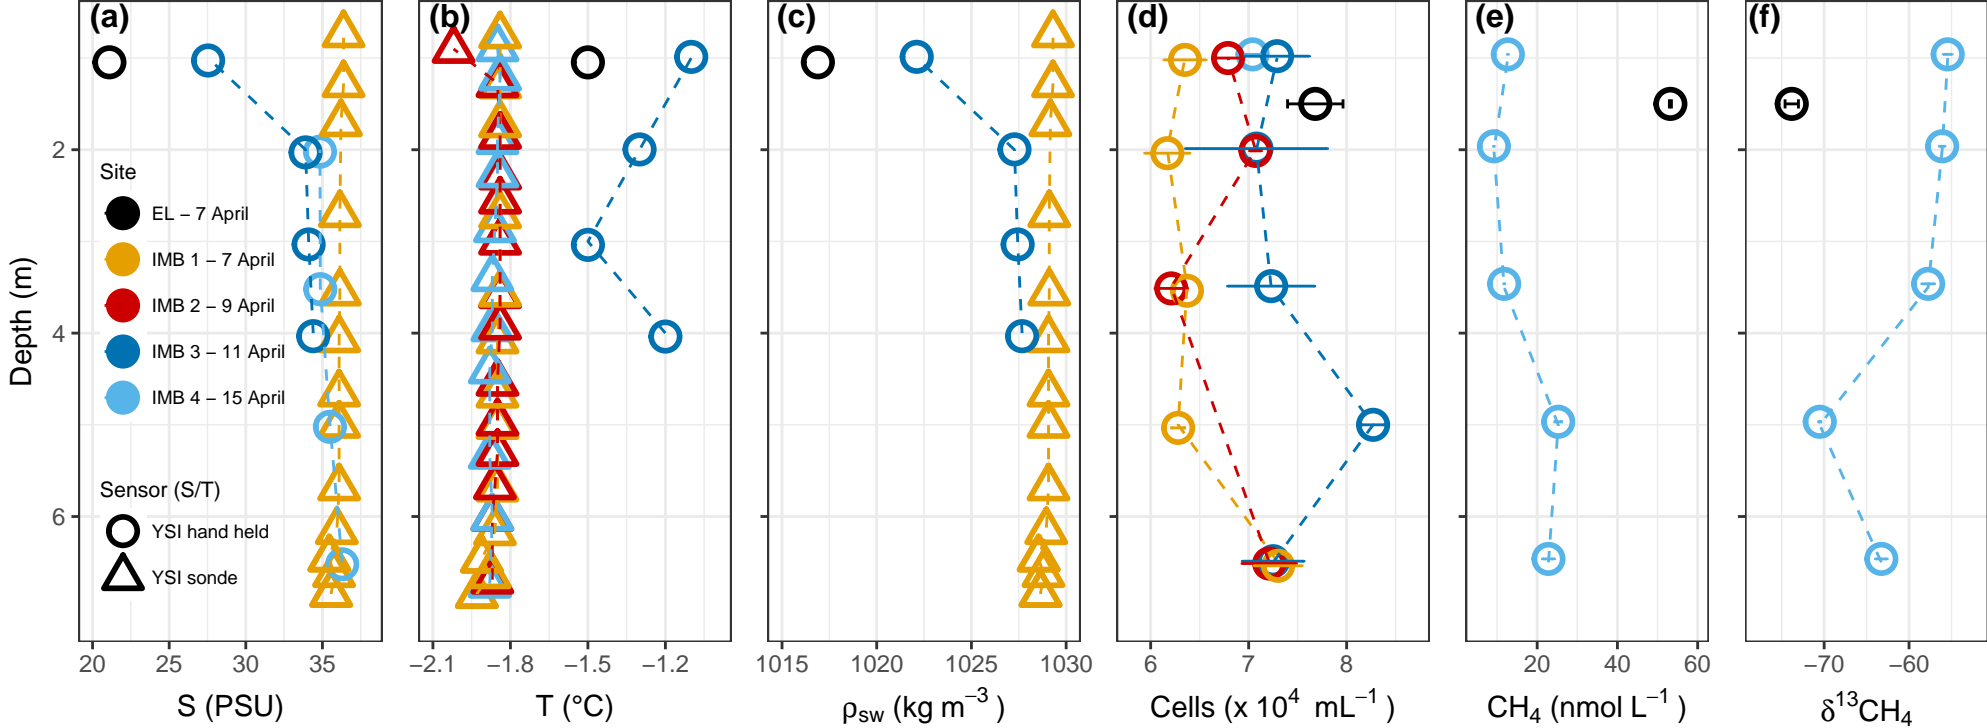 (a) (b) (c) (d) (e) (f)
Depth (m)
2
4
6
Site
EL − 7 April
IMB 1 − 7 April
IMB 2 − 9 April
IMB 3 − 11 April
IMB 4 − 15 April
Sensor (S/T)
YSI hand held
YSI sonde
20 25 30 35
−2.1 −1.8 −1.5 −1.2
1015 1020 1025 1030
6 7 8
20 40 60
−70 −60
S (PSU)
T (°C)
ρsw (kg m⁻³)
Cells (x 10⁴ mL⁻¹)
CH₄ (nmol L⁻¹)
δ¹³CH₄